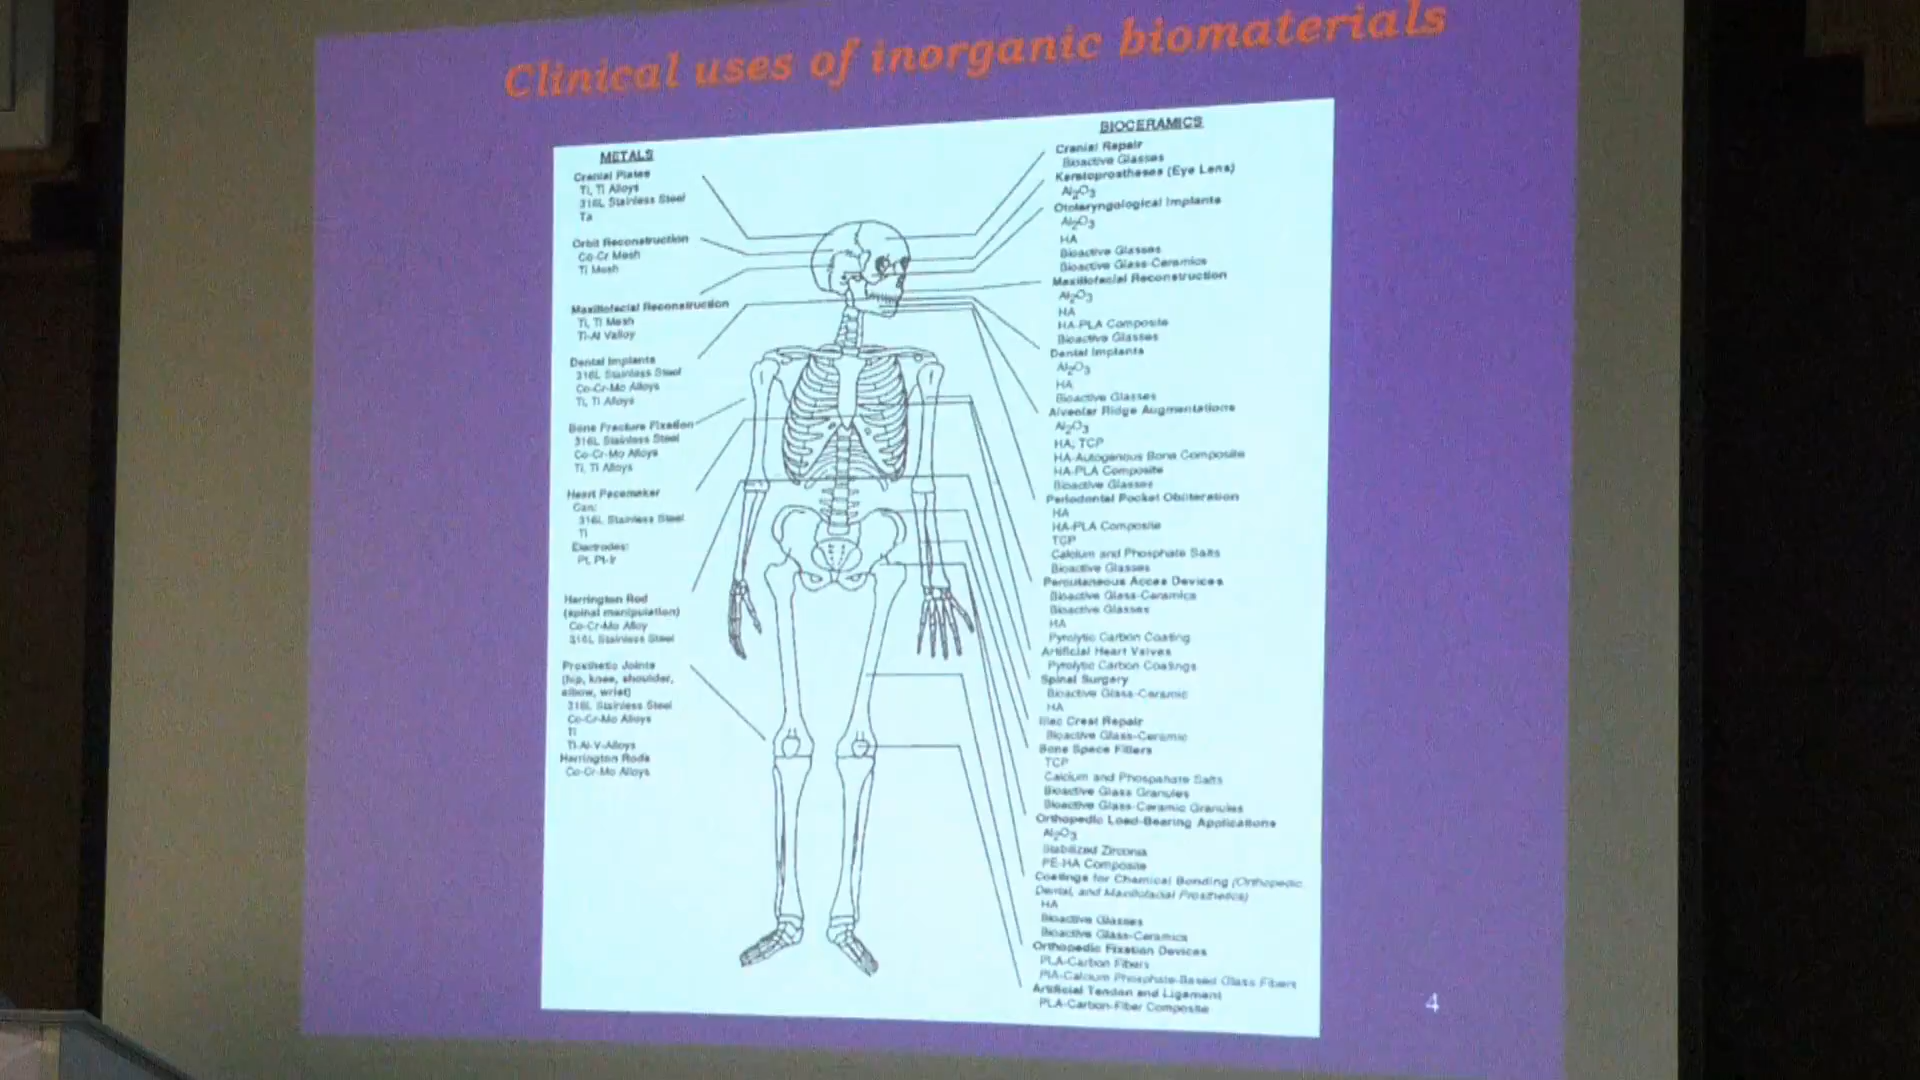 Clinical uses of inorganic biomaterials
METALS
Cranial Plates
Ti, Ti Alloys
316L Stainless Steel
Ta
Orbit Reconstruction
Co-Cr Mesh
Ti Mesh
Maxillofacial Reconstruction
Ti, Ti Mesh
Ti-Al Valloy
Dental Implants
316L Stainless Steel
Co-Cr-Mo Alloys
Ti, Ti Alloys
Bone Fracture Fixation
316L Stainless Steel
Co-Cr-Mo Alloys
Ti, Ti Alloys
Heart Pacemaker
Can:
316L Stainless Steel
Ti
Electrodes:
Pt, Pt-Ir
Harrington Rod
(spinal manipulation)
Co-Cr-Mo Alloy
316L Stainless Steel
Prosthetic Joints
(hip, knee, shoulder,
elbow, wrist)
316L Stainless Steel
Co-Cr-Mo Alloys
Ti
Ti-Al-V-Alloys
Harrington Rods
Co-Cr-Mo Alloys
BIOCERAMICS
Cranial Repair
Bioactive Glasses
Keratoprostheses (Eye Lens)
Al2O3
Otolaryngological Implants
Al2O3
HA
Bioactive Glasses
Bioactive Glass-Ceramics
Maxillofacial Reconstruction
Al2O3
HA
HA-PLA Composite
Bioactive Glasses
Dental Implants
Al2O3
HA
Bioactive Glasses
Alveolar Ridge Augmentations
Al2O3
HA, TCP
HA-Autogenous Bone Composite
HA-PLA Composite
Bioactive Glasses
Periodontal Pocket Obliteration
HA
HA-PLA Composite
TCP
Calcium and Phosphate Salts
Bioactive Glasses
Percutaneous Acces Devices
Bioactive Glass-Ceramics
Bioactive Glasses
HA
Pyrolytic Carbon Coating
Artificial Heart Valves
Pyrolytic Carbon Coatings
Spinal Surgery
Bioactive Glass-Ceramic
HA
Iliac Crest Repair
Bioactive Glass-Ceramic
Bone Space Fillers
TCP
Calcium and Phospahate Salts
Bioactive Glass Granules
Bioactive Glass-Ceramic Granules
Orthopedic Load-Bearing Applications
Al2O3
Stabilized Zirconia
PE-HA Composite
Coatings for Chemical Bonding (Orthopedic,
Dental, and Maxillofacial Prosthetics)
HA
Bioactive Glasses
Bioactive Glass-Ceramics
Orthopedic Fixation Devices
PLA-Carbon Fibers
PLA-Calcium Phosphate-Based Glass Fibers
Artificial Tendon and Ligament
PLA-Carbon-Fiber Composite
4